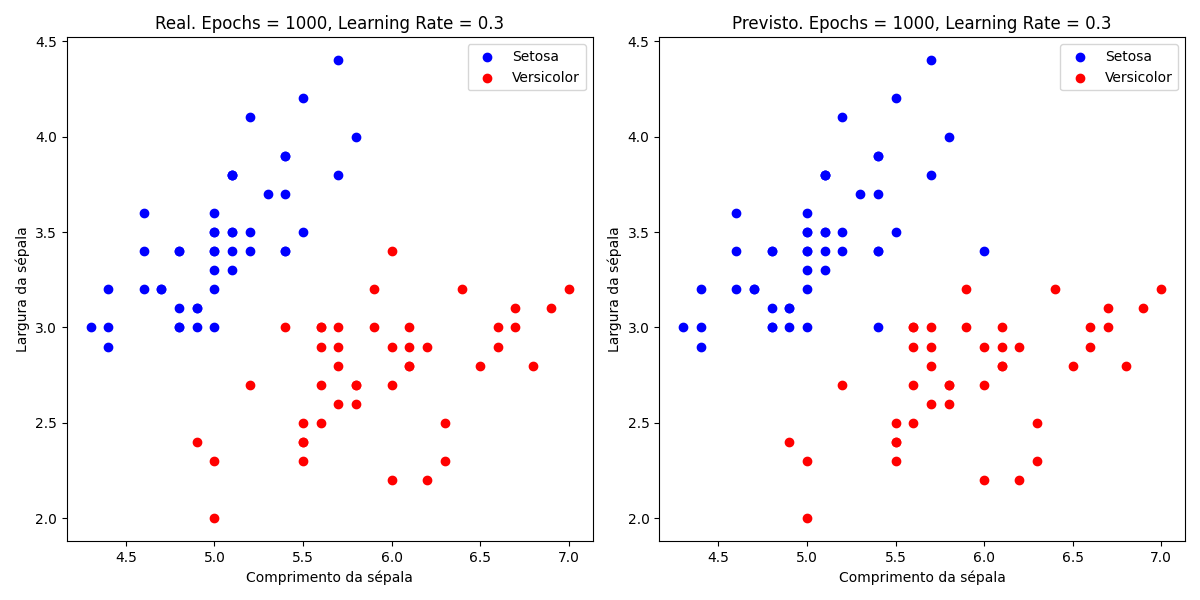 Real. Epochs = 1000, Learning Rate = 0.3
Setosa
Versicolor
4.5
4.0
3.5
3.0
2.5
2.0
Largura da sépala
4.5
5.0
5.5
6.0
6.5
7.0
Comprimento da sépala
Previsto. Epochs = 1000, Learning Rate = 0.3
Setosa
Versicolor
4.5
4.0
3.5
3.0
2.5
2.0
Largura da sépala
4.5
5.0
5.5
6.0
6.5
7.0
Comprimento da sépala